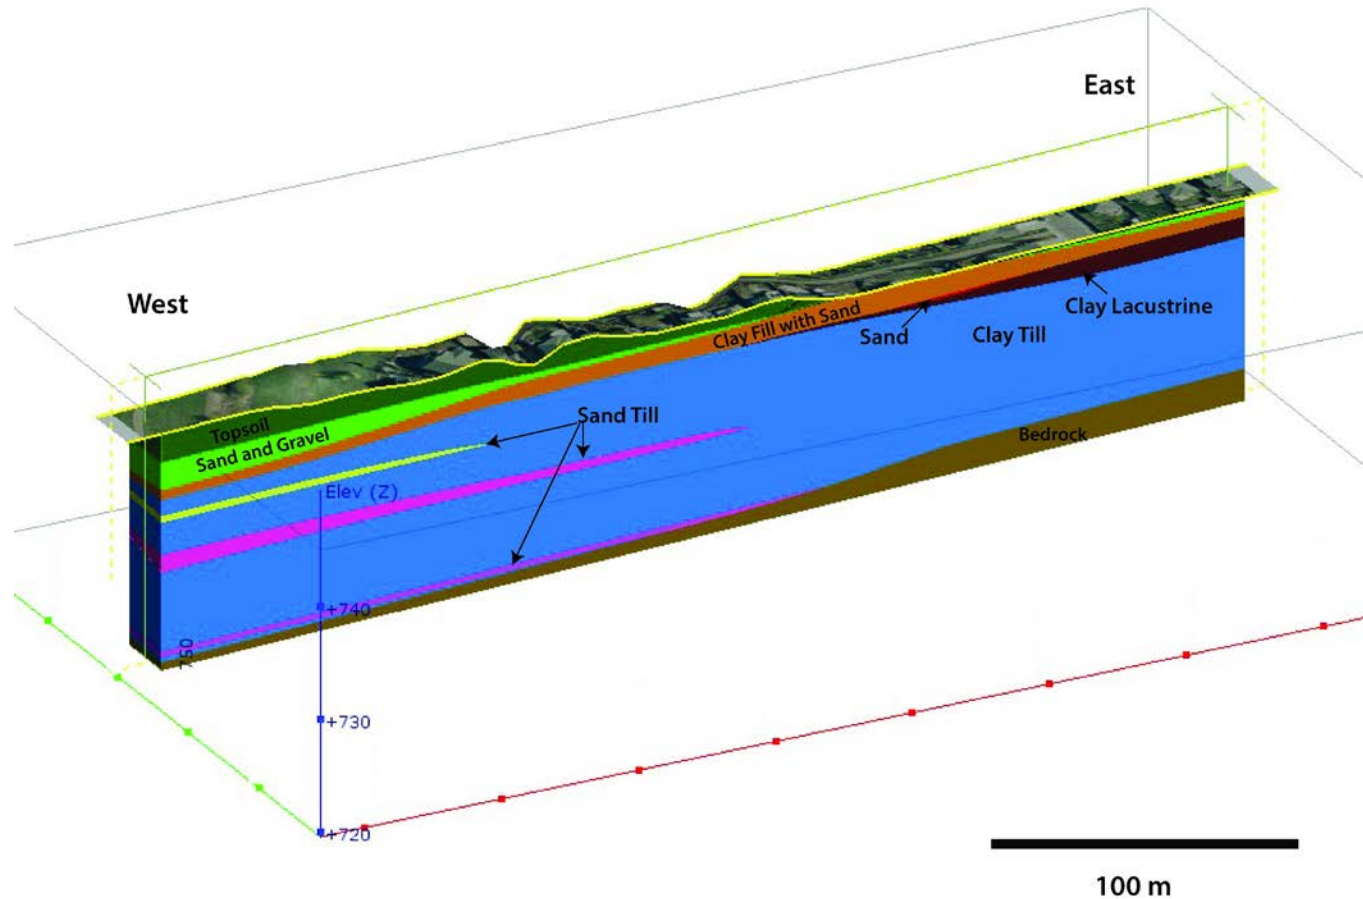 East
West
Clay Lacustrine
Clay Fill with Sand
Sand
Clay Till
Topsoil
Sand and Gravel
Sand Till
Bedrock
Elev (Z)
+740
750
+730
+720
100 m